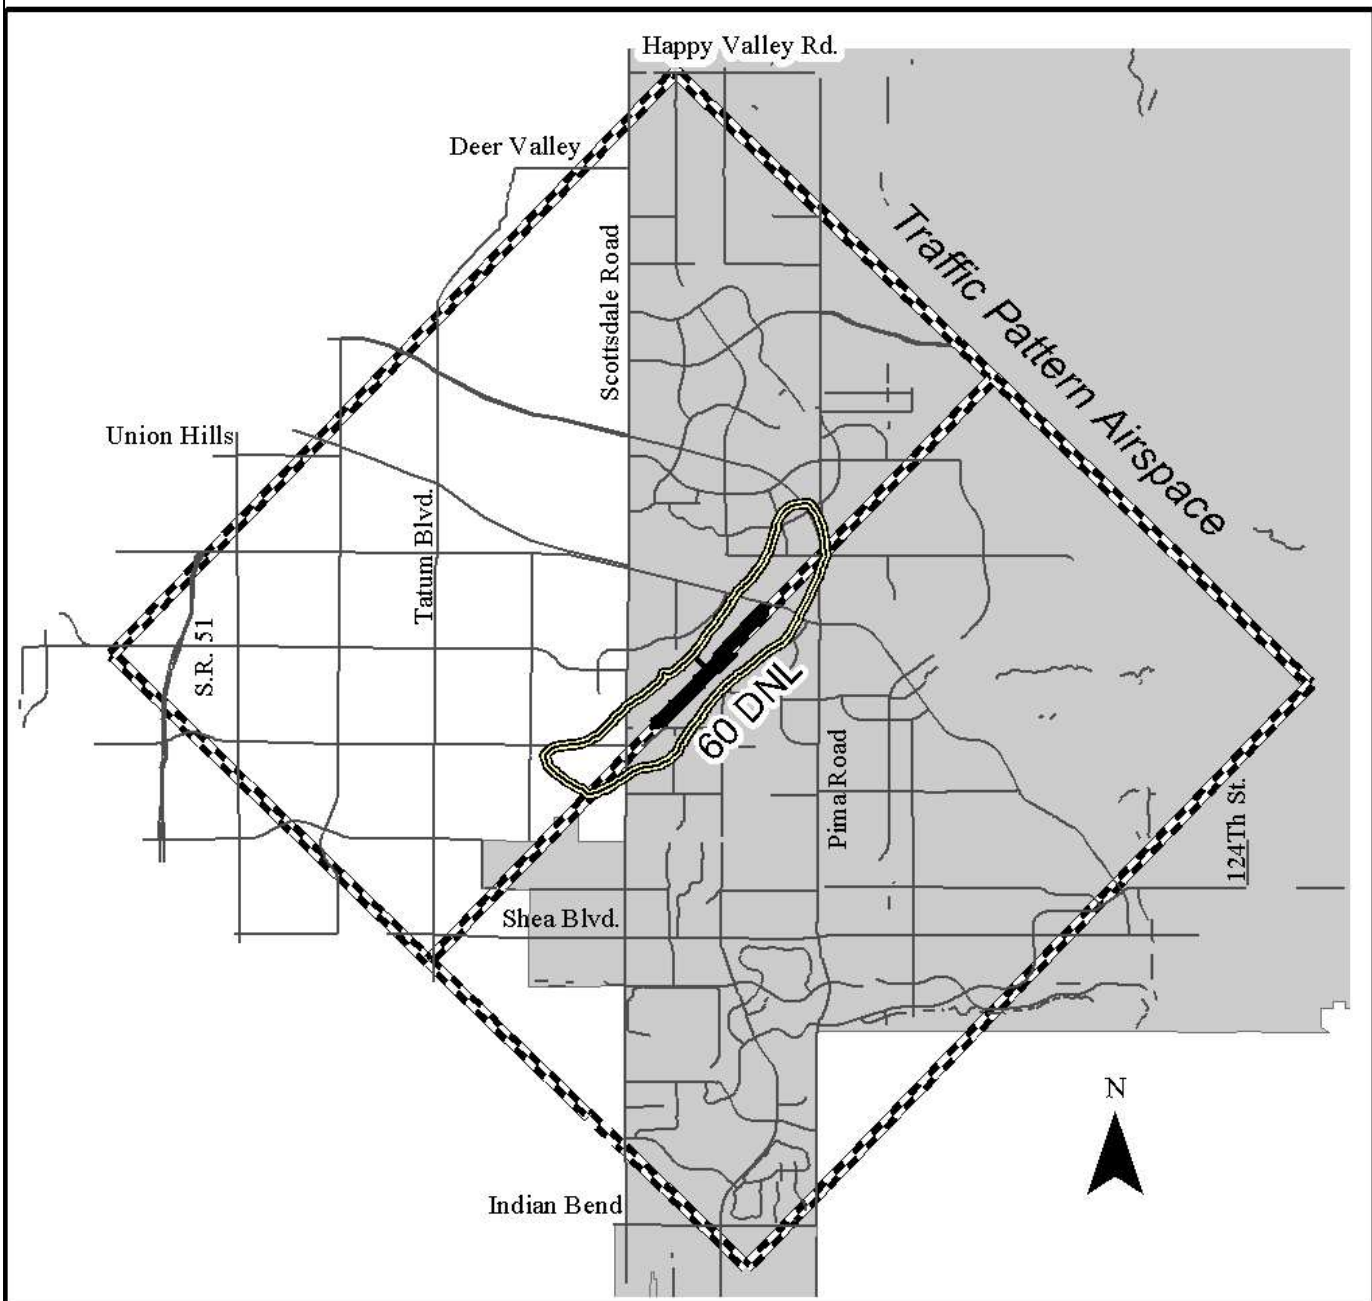 Happy Valley Rd.
Deer Valley
Scottsdale Road
Traffic Pattern Airspace
Union Hills
Tatum Blvd.
S.R. 51
60 DNL
Pima Road
124Th St.
Shea Blvd.
N
Indian Bend